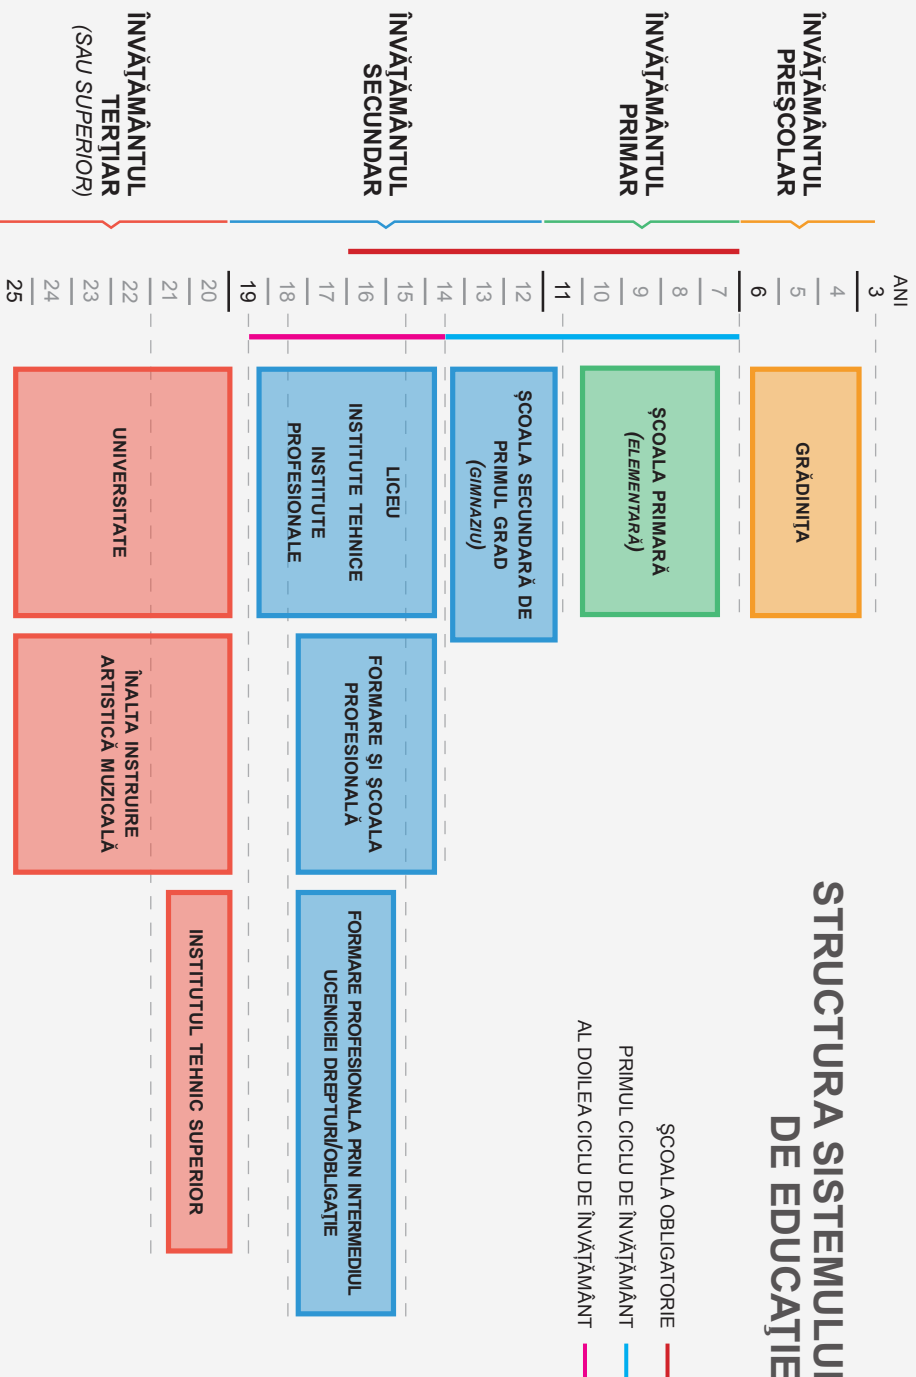 STRUCTURA SISTEMULUI
DE EDUCAŢIE
ŞCOALA OBLIGATORIE
PRIMUL CICLU DE ÎNVĂŢĂMÂNT
AL DOILEA CICLU DE ÎNVĂŢĂMÂNT
ANI
3
4
5
6
7
8
9
10
11
12
13
14
15
16
17
18
19
20
21
22
23
24
25
ÎNVĂŢĂMÂNTUL
PREŞCOLAR
GRĂDINIŢA
ÎNVĂŢĂMÂNTUL
PRIMAR
ŞCOALA PRIMARĂ
(ELEMENTARĂ)
ÎNVĂŢĂMÂNTUL
SECUNDAR
ŞCOALA SECUNDARĂ DE
PRIMUL GRAD
(GIMNAZIU)
LICEU
INSTITUTE TEHNICE
INSTITUTE
PROFESIONALE
FORMARE ŞI ŞCOALA
PROFESIONALĂ
FORMARE PROFESIONALA PRIN INTERMEDIUL
UCENICIEI DREPTURI/OBLIGAŢIE
ÎNVĂŢĂMÂNTUL
TERŢIAR
(SAU SUPERIOR)
UNIVERSITATE
ÎNALTA INSTRUIRE
ARTISTICĂ MUZICALĂ
INSTITUTUL TEHNIC SUPERIOR